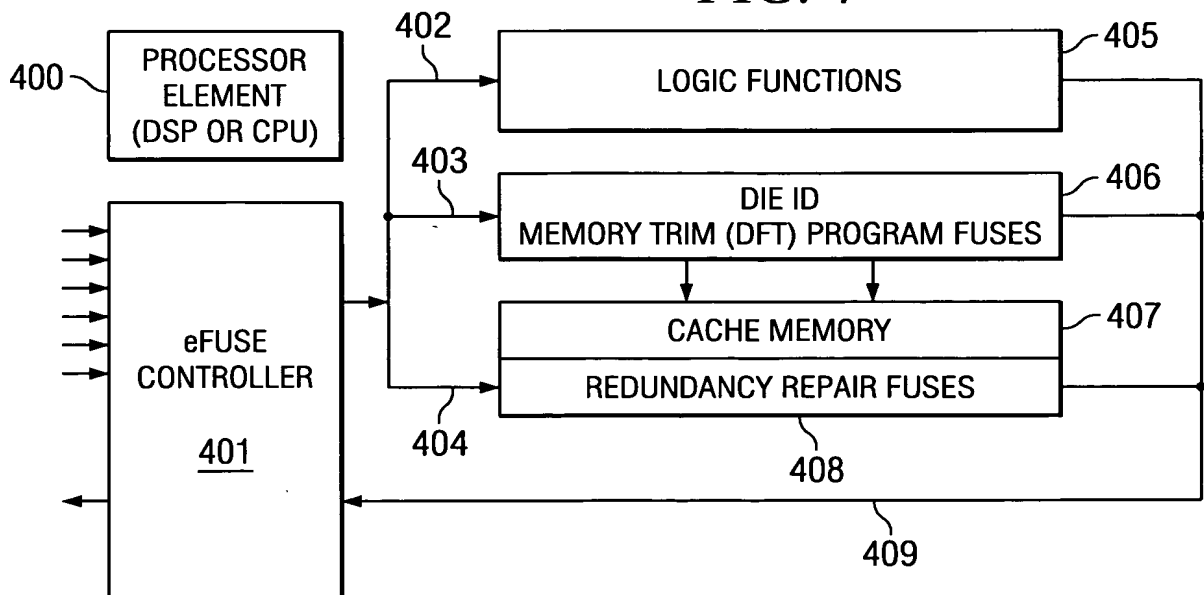 402
405
400
PROCESSOR
ELEMENT
(DSP OR CPU)
LOGIC FUNCTIONS
403
406
DIE ID
MEMORY TRIM (DFT) PROGRAM FUSES
eFUSE
CONTROLLER
401
CACHE MEMORY
407
REDUNDANCY REPAIR FUSES
404
408
409